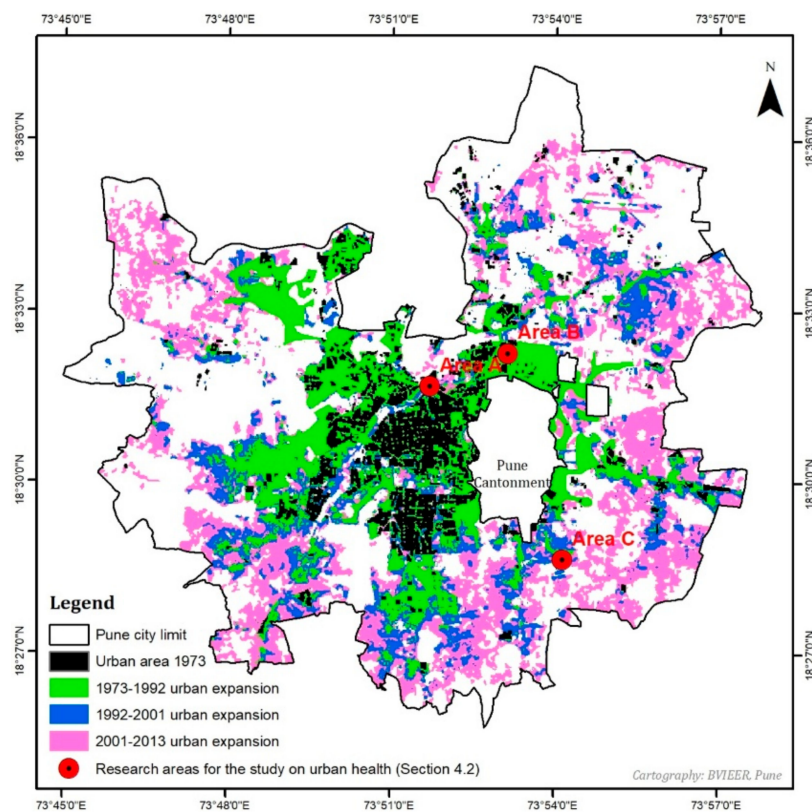 73°45'0"E 73°48'0"E 73°51'0"E 73°54'0"E 73°57'0"E
N
18°36'0"N 18°36'0"N
18°33'0"N 18°33'0"N
Area B
Area A
Pune
Cantonment
18°30'0"N 18°30'0"N
Area C
Legend
Pune city limit
Urban area 1973
1973-1992 urban expansion
1992-2001 urban expansion
2001-2013 urban expansion
Research areas for the study on urban health (Section 4.2)
18°27'0"N 18°27'0"N
Cartography: BVIEER, Pune
73°45'0"E 73°48'0"E 73°51'0"E 73°54'0"E 73°57'0"E